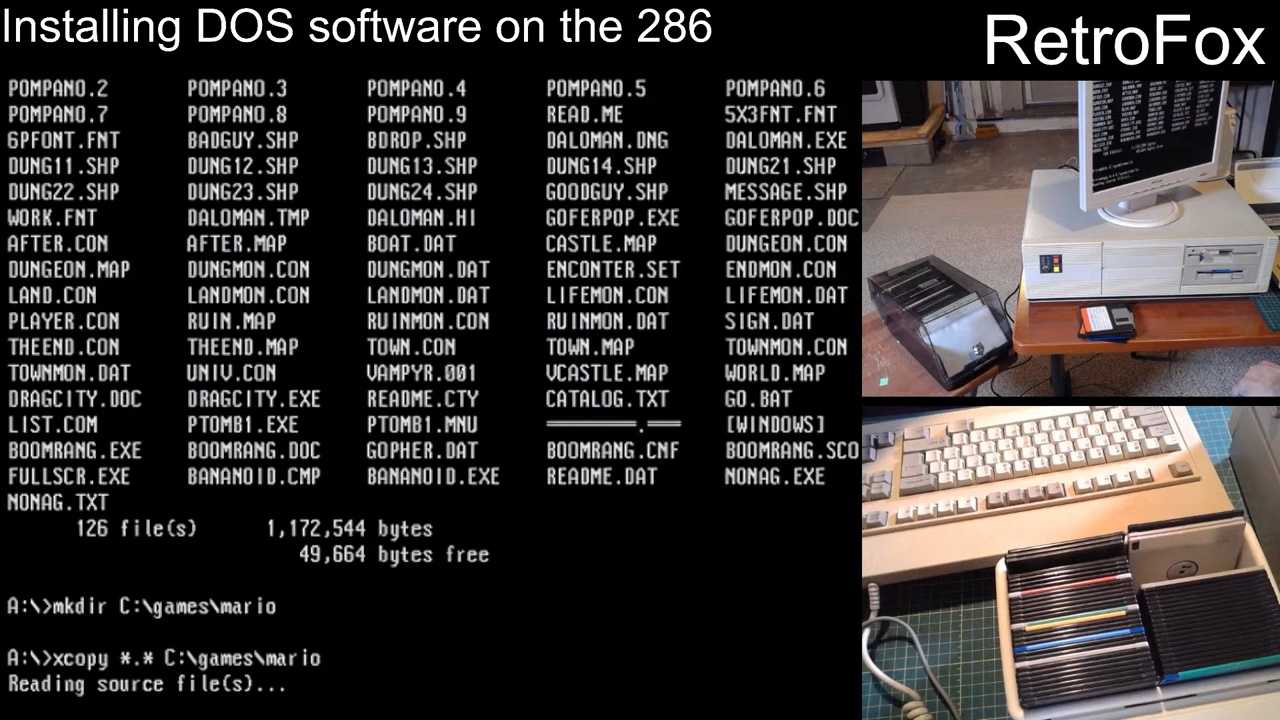 Installing DOS software on the 286
RetroFox
POMPANO.2 POMPANO.3 POMPANO.4 POMPANO.5 POMPANO.6
POMPANO.7 POMPANO.8 POMPANO.9 READ.ME 5X3FNT.FNT
6PFONT.FNT BADGUY.SHP BDROP.SHP DALOMAN.DNG DALOMAN.EXE
DUNG11.SHP DUNG12.SHP DUNG13.SHP DUNG14.SHP DUNG21.SHP
DUNG22.SHP DUNG23.SHP DUNG24.SHP GOODGUY.SHP MESSAGE.SHP
WORK.FNT DALOMAN.TMP DALOMAN.HI GOFERPOP.EXE GOFERPOP.DOC
AFTER.CON AFTER.MAP BOAT.DAT CASTLE.MAP DUNGEON.CON
DUNGEON.MAP DUNGMON.CON DUNGMON.DAT ENCONTER.SET ENDMON.CON
LAND.CON LANDMON.CON LANDMON.DAT LIFEMON.CON LIFEMON.DAT
PLAYER.CON RUIN.MAP RUINMON.CON RUINMON.DAT SIGN.DAT
THEEND.CON THEEND.MAP TOWN.CON TOWN.MAP TOWNMON.CON
TOWNMON.DAT UNIV.CON VAMPYR.001 VCASTLE.MAP WORLD.MAP
DRAGCITY.DOC DRAGCITY.EXE README.CTY CATALOG.TXT GO.BAT
LIST.COM PTOMB1.EXE PTOMB1.MNU ════════.═══ [WINDOWS]
BOOMRANG.EXE BOOMRANG.DOC GOPHER.DAT BOOMRANG.CNF BOOMRANG.SCO
FULLSCR.EXE BANANOID.CMP BANANOID.EXE README.DAT NONAG.EXE
NONAG.TXT
126 file(s) 1,172,544 bytes
49,664 bytes free
A:\>mkdir C:\games\mario
A:\>xcopy *.* C:\games\mario
Reading source file(s)...